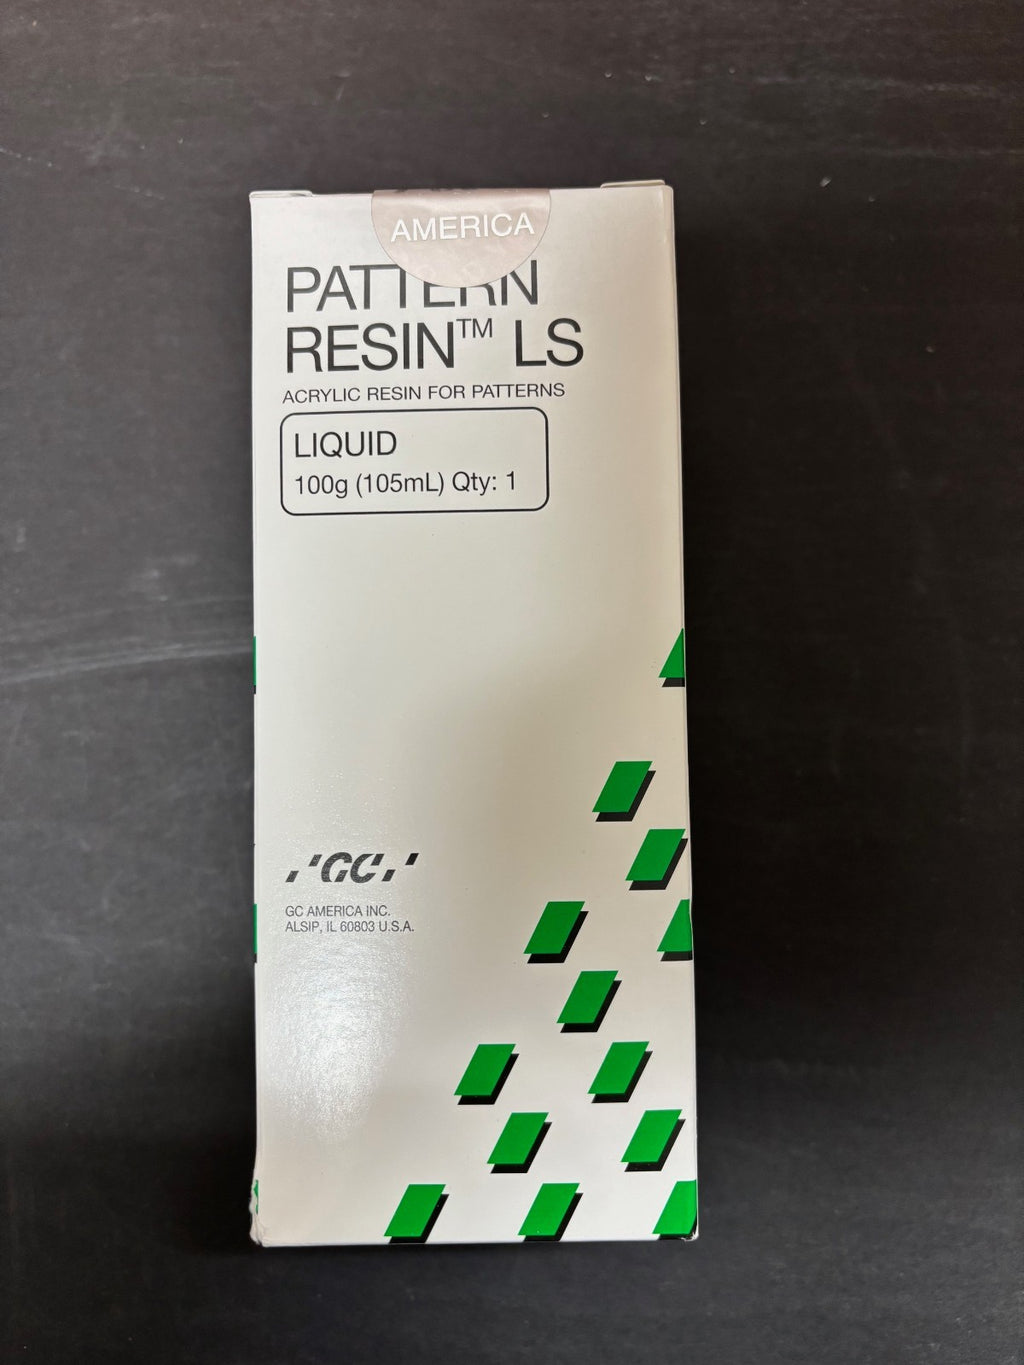 AMERICA
PATTERN
RESIN™ LS
ACRYLIC RESIN FOR PATTERNS
LIQUID
100g (105mL) Qty: 1
GC
GC AMERICA INC.
ALSIP, IL 60803 U.S.A.